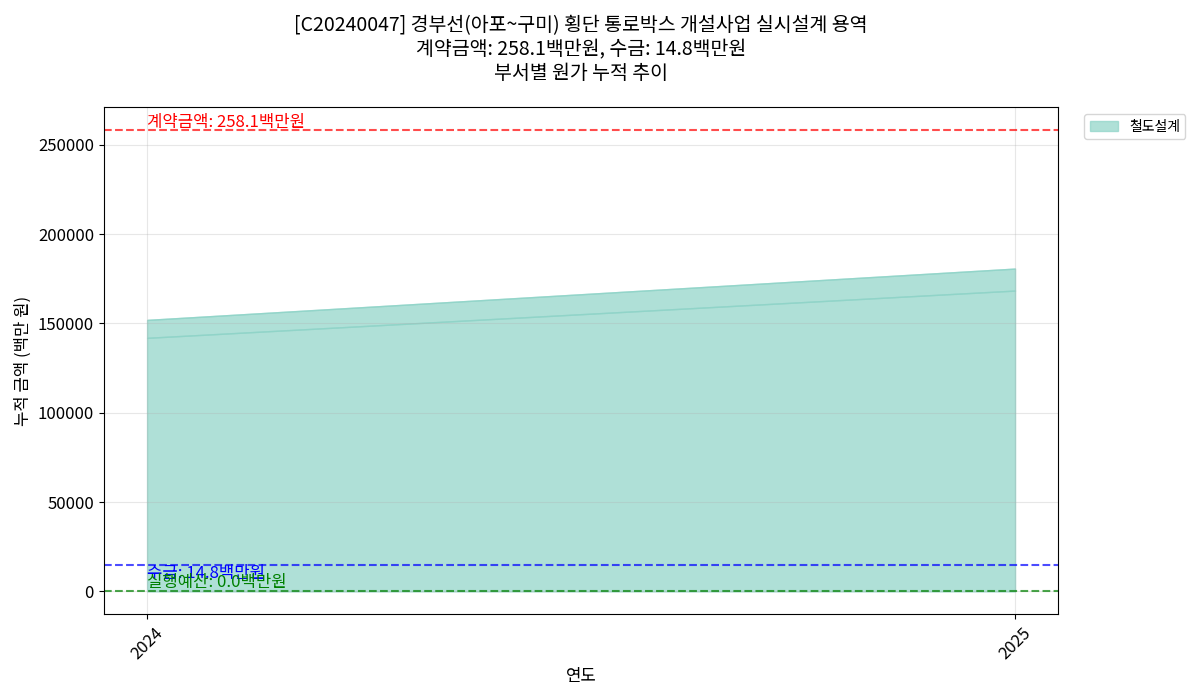 [C20240047] 경부선(아포~구미) 횡단 통로박스 개설사업 실시설계 용역
계약금액: 258.1백만원, 수금: 14.8백만원
부서별 원가 누적 추이
계약금액: 258.1백만원
철도설계
250000
200000
150000
100000
50000
0
누적 금액 (백만 원)
수금: 14.8백만원
실행예산: 0.0백만원
2024
2025
연도